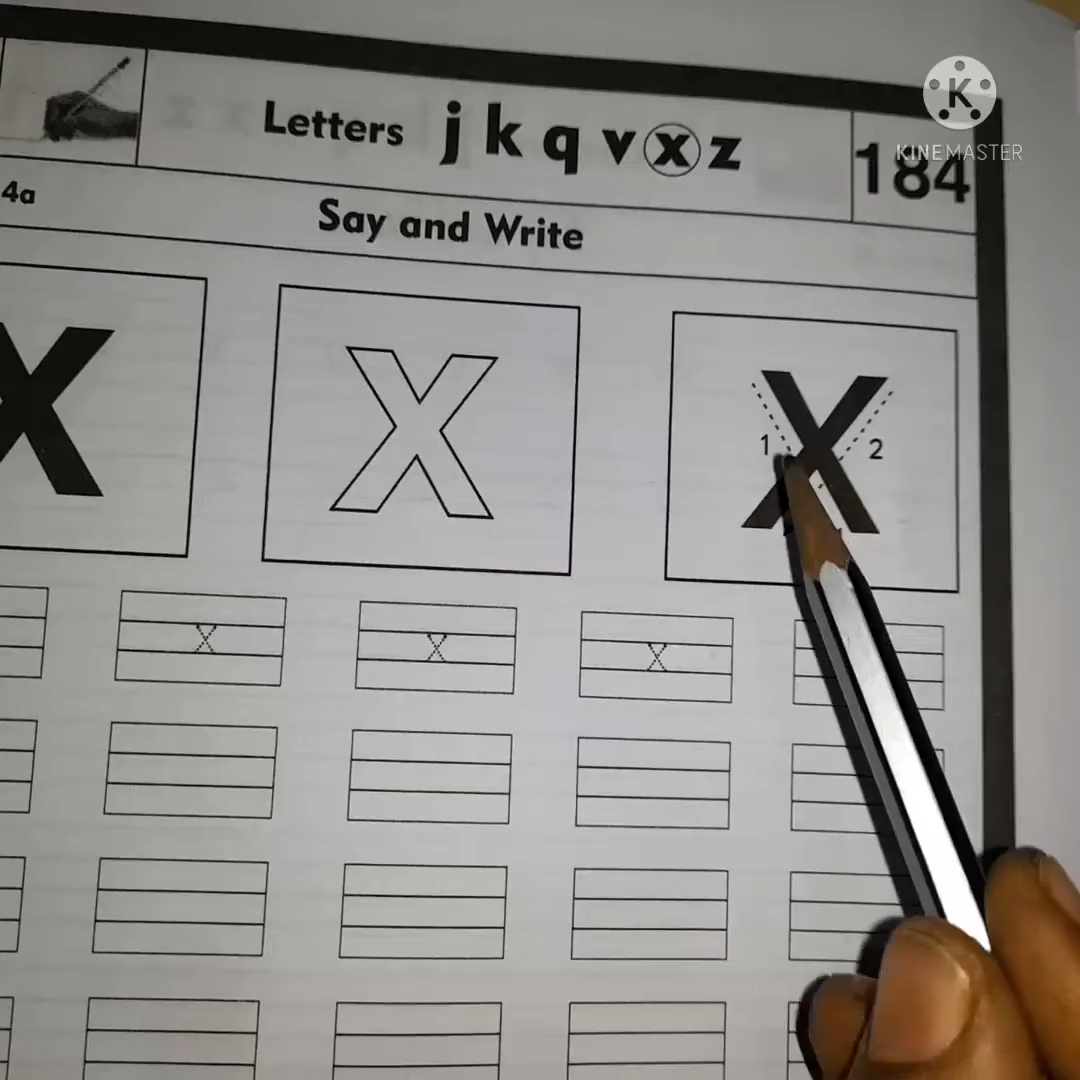 Letters j k q v x z
184
K
KINEMASTER
4a
Say and Write
X X X
1 2
x x x